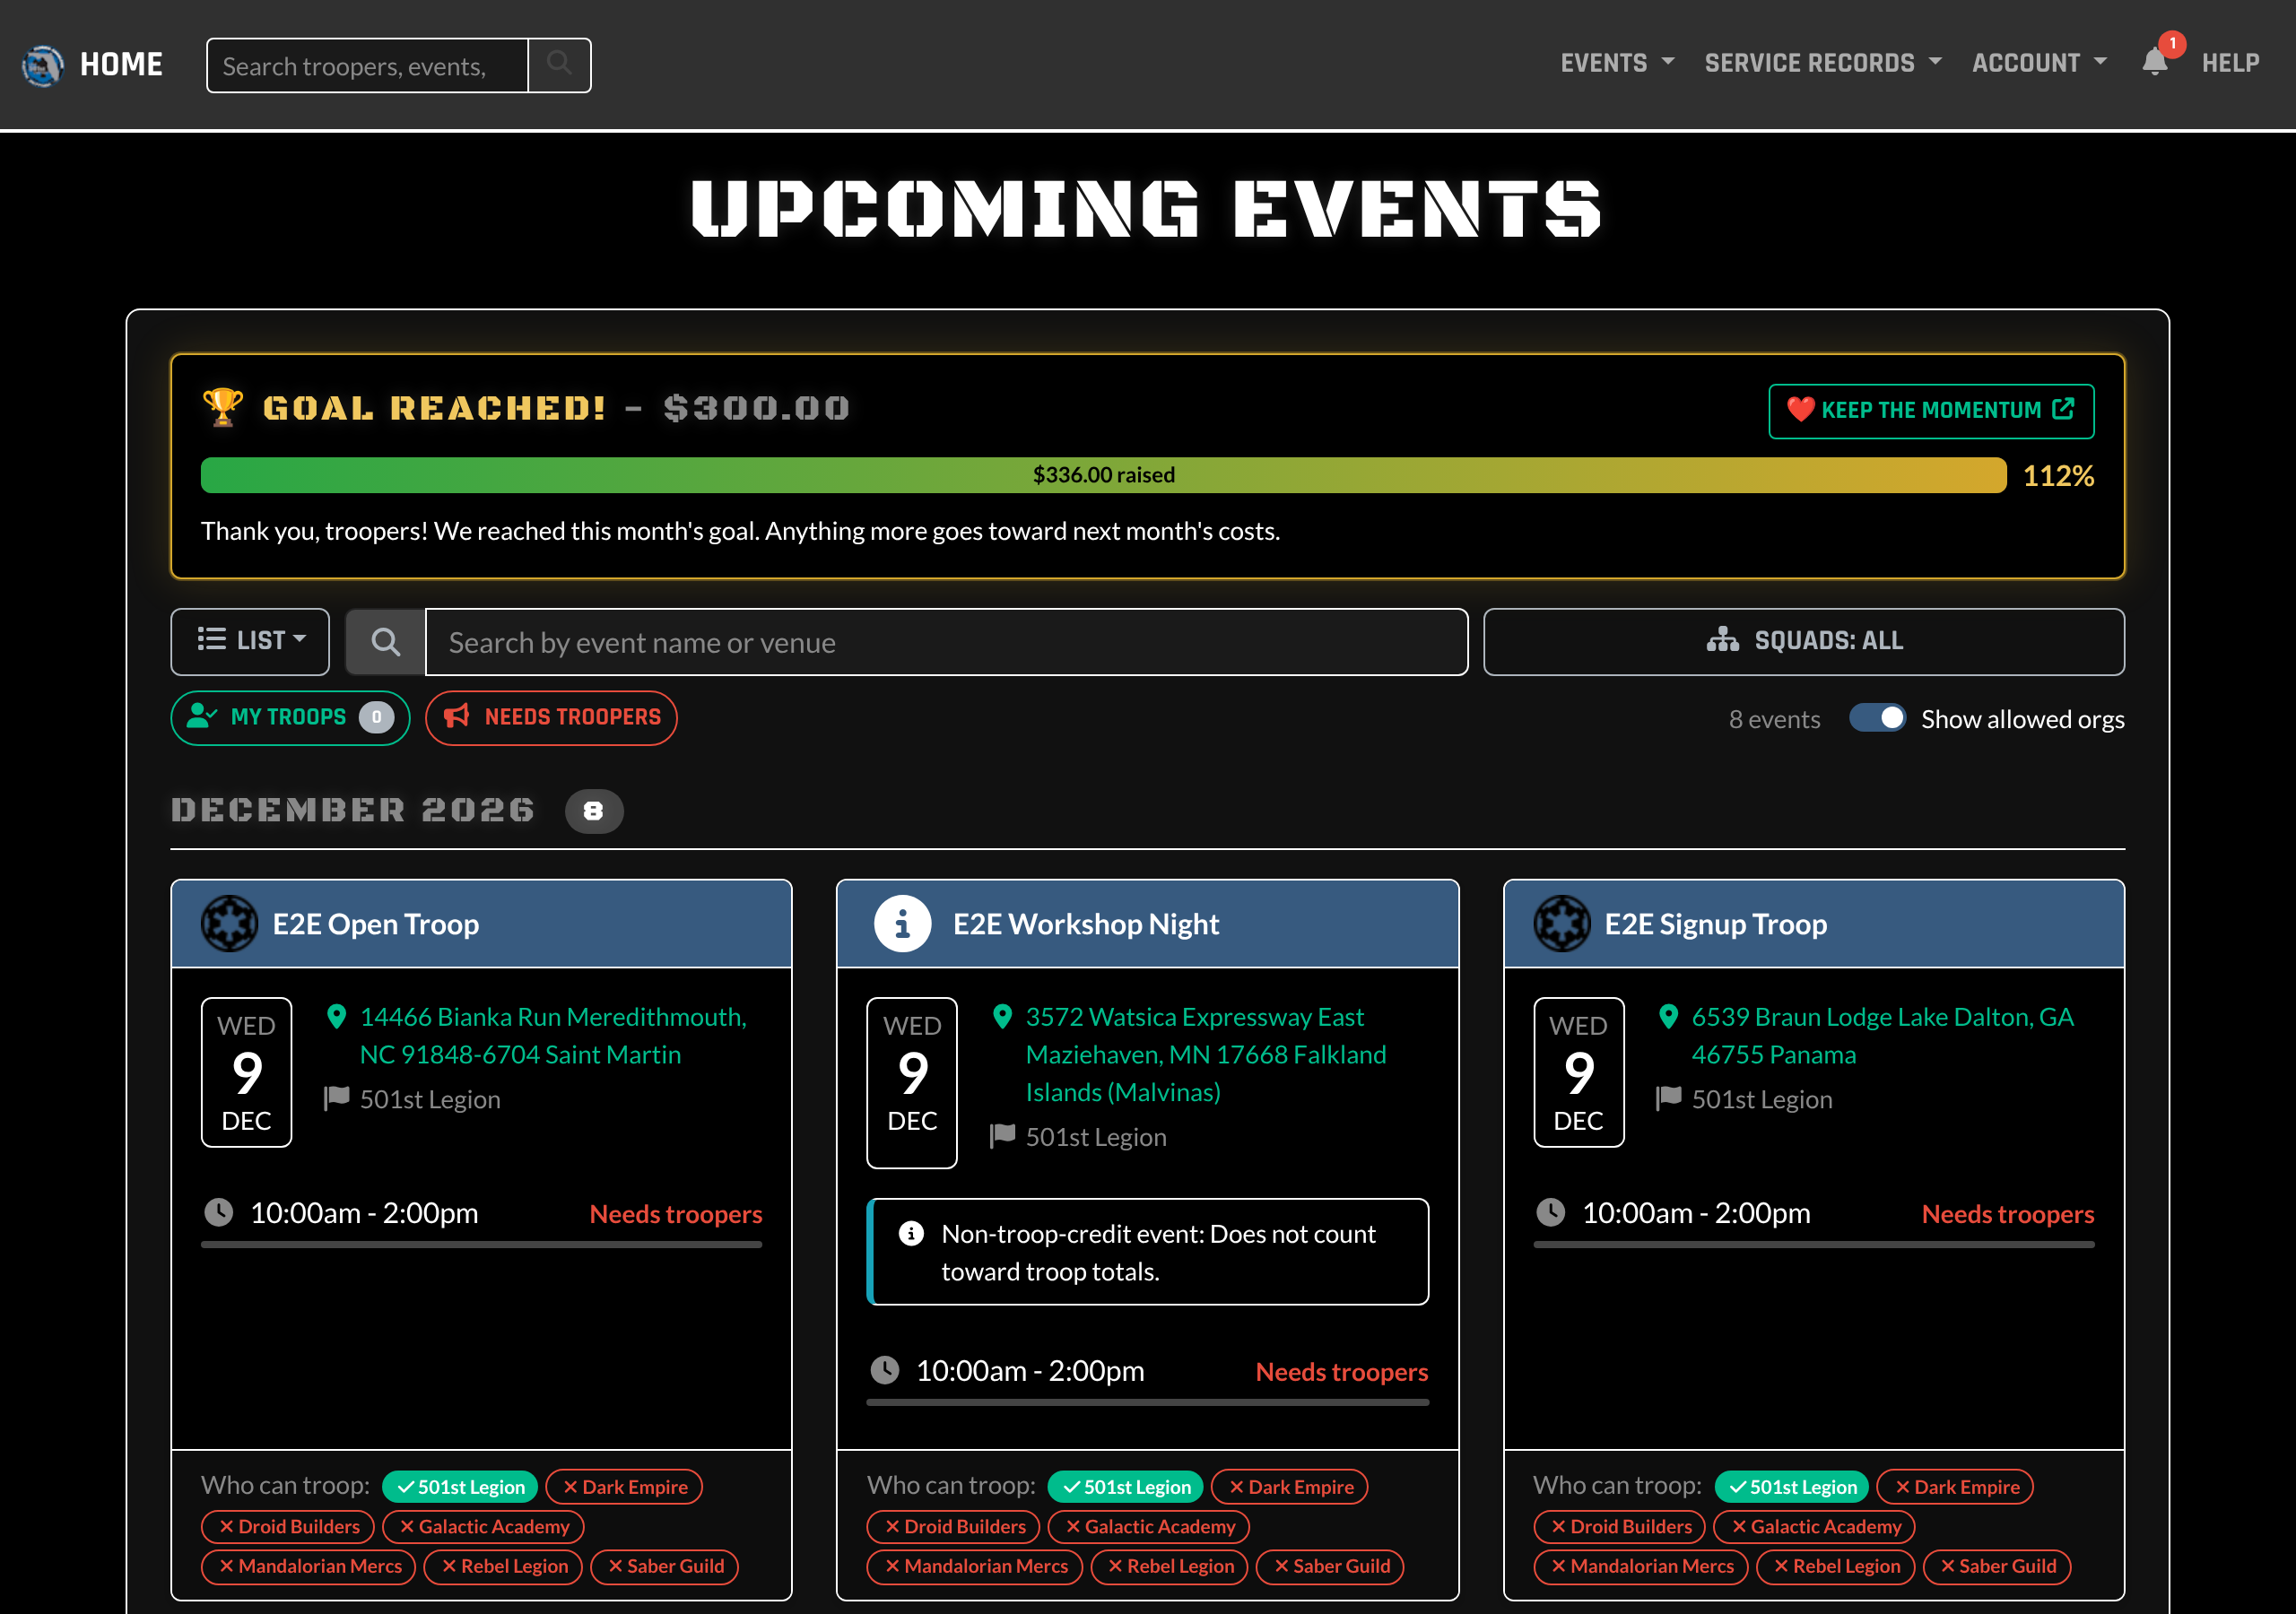 HOME
Search troopers, events,
EVENTS
SERVICE RECORDS
ACCOUNT
1
HELP
UPCOMING EVENTS
GOAL REACHED! - $300.00
KEEP THE MOMENTUM
$336.00 raised
112%
Thank you, troopers! We reached this month's goal. Anything more goes toward next month's costs.
LIST
Search by event name or venue
SQUADS: ALL
MY TROOPS 0
NEEDS TROOPERS
8 events
Show allowed orgs
DECEMBER 2026 8
E2E Open Troop
WED
9
DEC
14466 Bianka Run Meredithmouth,
NC 91848-6704 Saint Martin
501st Legion
10:00am - 2:00pm
Needs troopers
Who can troop: 501st Legion Dark Empire
Droid Builders Galactic Academy
Mandalorian Mercs Rebel Legion Saber Guild
E2E Workshop Night
WED
9
DEC
3572 Watsica Expressway East
Maziehaven, MN 17668 Falkland
Islands (Malvinas)
501st Legion
Non-troop-credit event: Does not count
toward troop totals.
10:00am - 2:00pm
Needs troopers
Who can troop: 501st Legion Dark Empire
Droid Builders Galactic Academy
Mandalorian Mercs Rebel Legion Saber Guild
E2E Signup Troop
WED
9
DEC
6539 Braun Lodge Lake Dalton, GA
46755 Panama
501st Legion
10:00am - 2:00pm
Needs troopers
Who can troop: 501st Legion Dark Empire
Droid Builders Galactic Academy
Mandalorian Mercs Rebel Legion Saber Guild